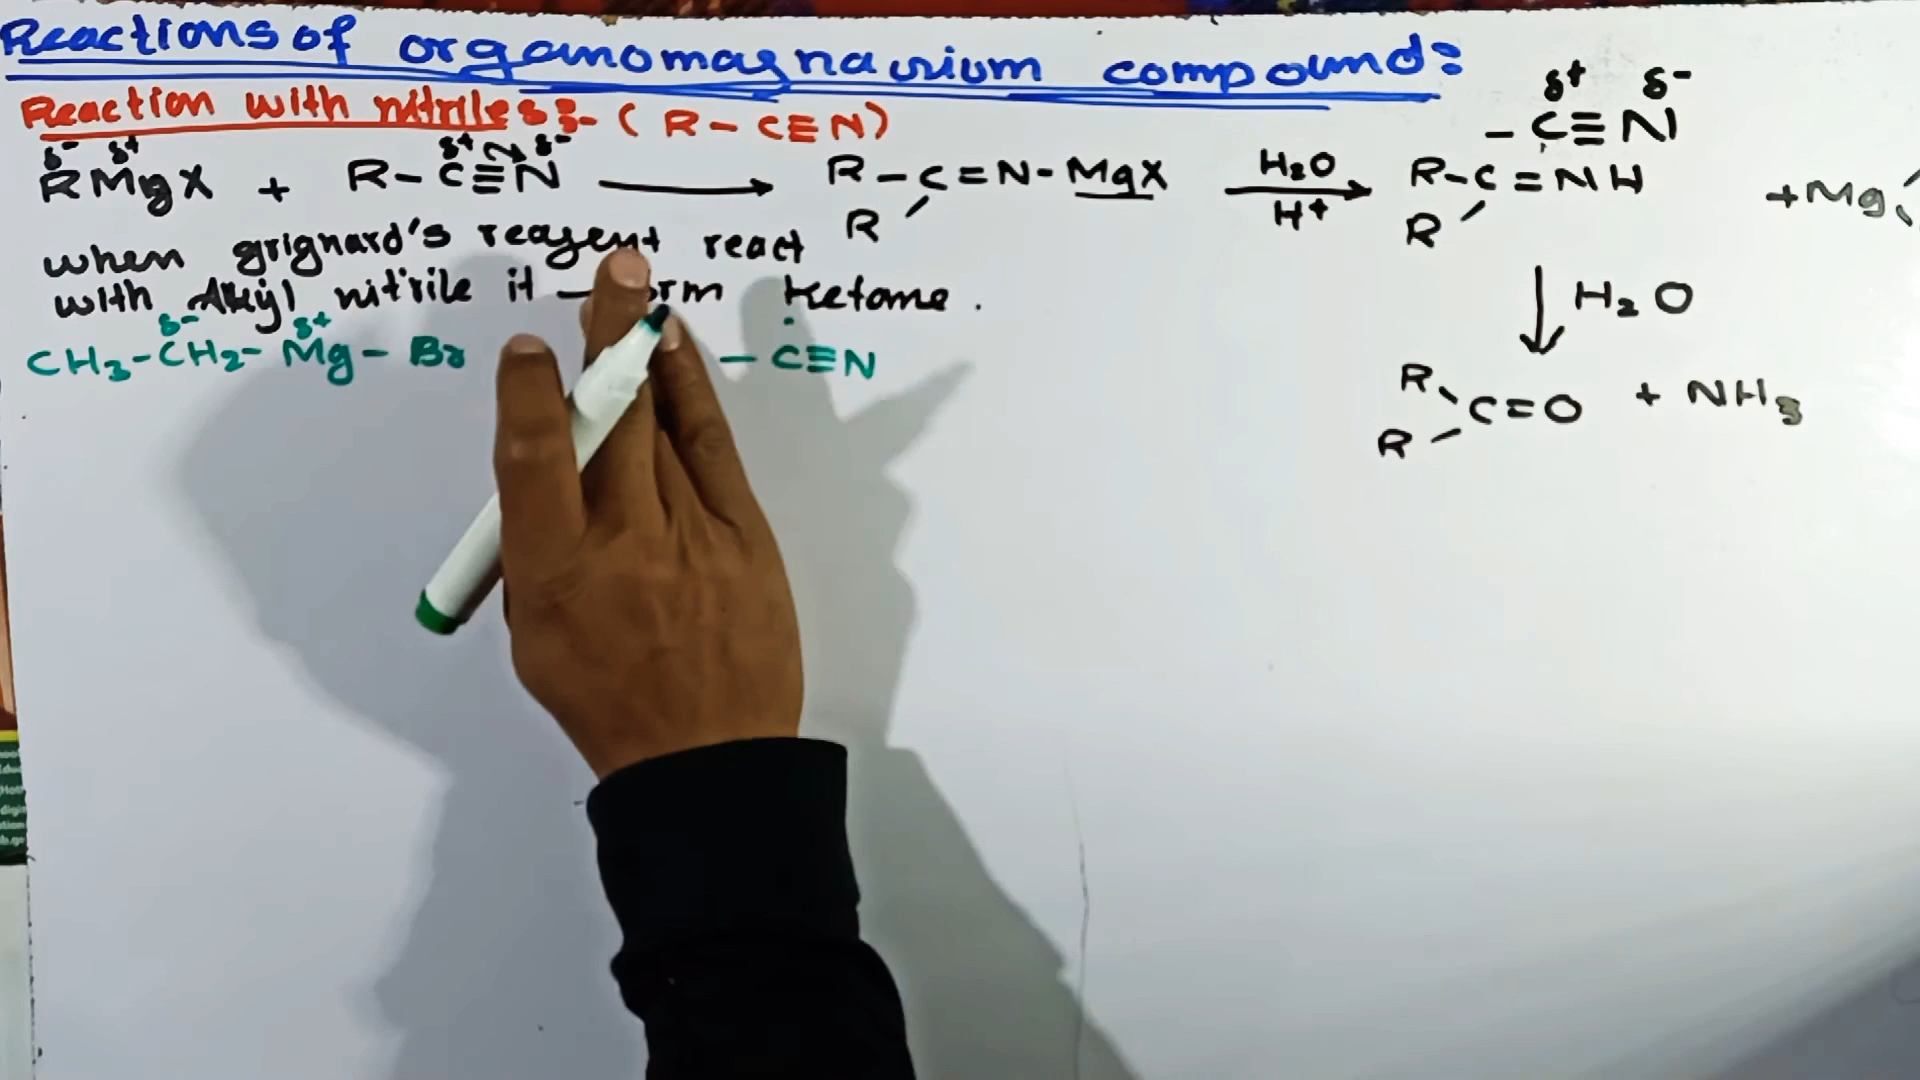 Reactions of organomagnasium compound:
Reaction with nitriles :- ( R - C≡N )
δ+ δ-
- C≡N
δ- δ+ δ+ δ-
RMgX + R - C≡N ⟶ R - C = N - MgX H₂O H⁺ R - C = NH + Mg
R R
when grignard's reagent react
with Alkyl nitrile it form Ketone .
H₂O
δ- δ+
CH₃ - CH₂ - Mg - Br - C≡N
R C=O + NH₃
R